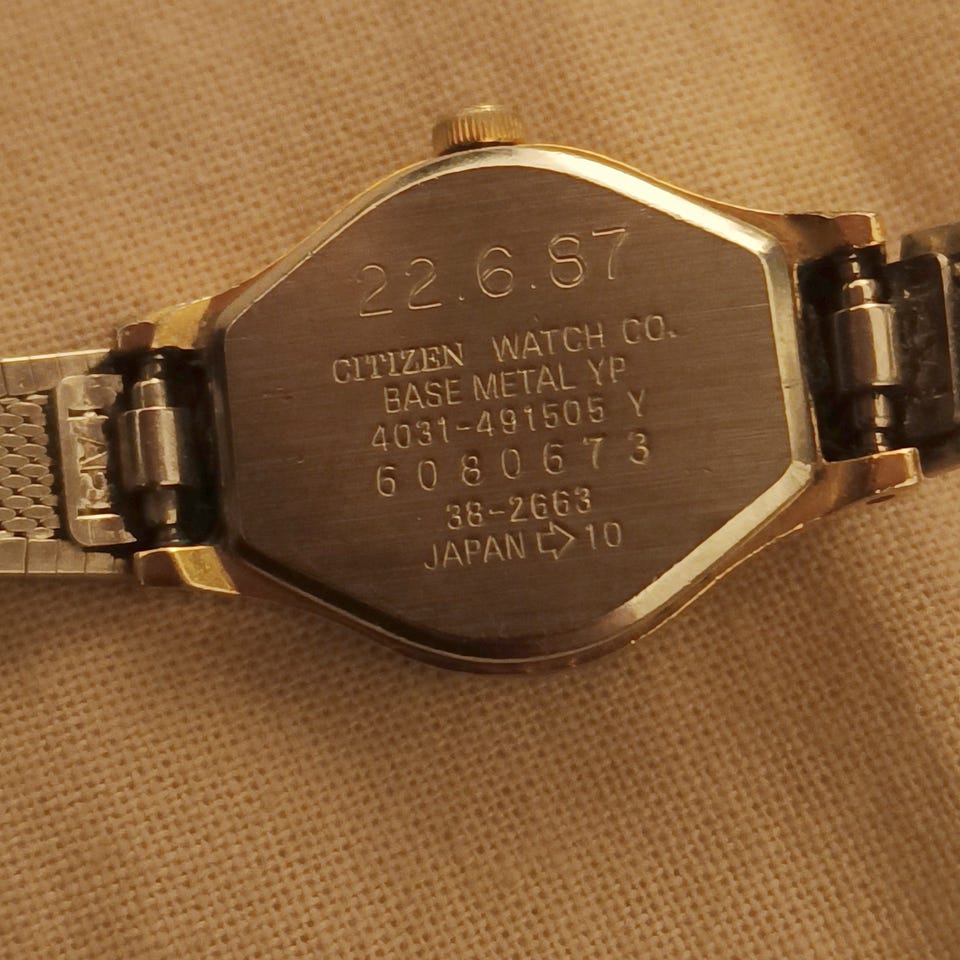 22.6.87
CITIZEN WATCH CO.
BASE METAL YP
4031-491505 Y
6080673
38-2663
JAPAN ⇨ 10